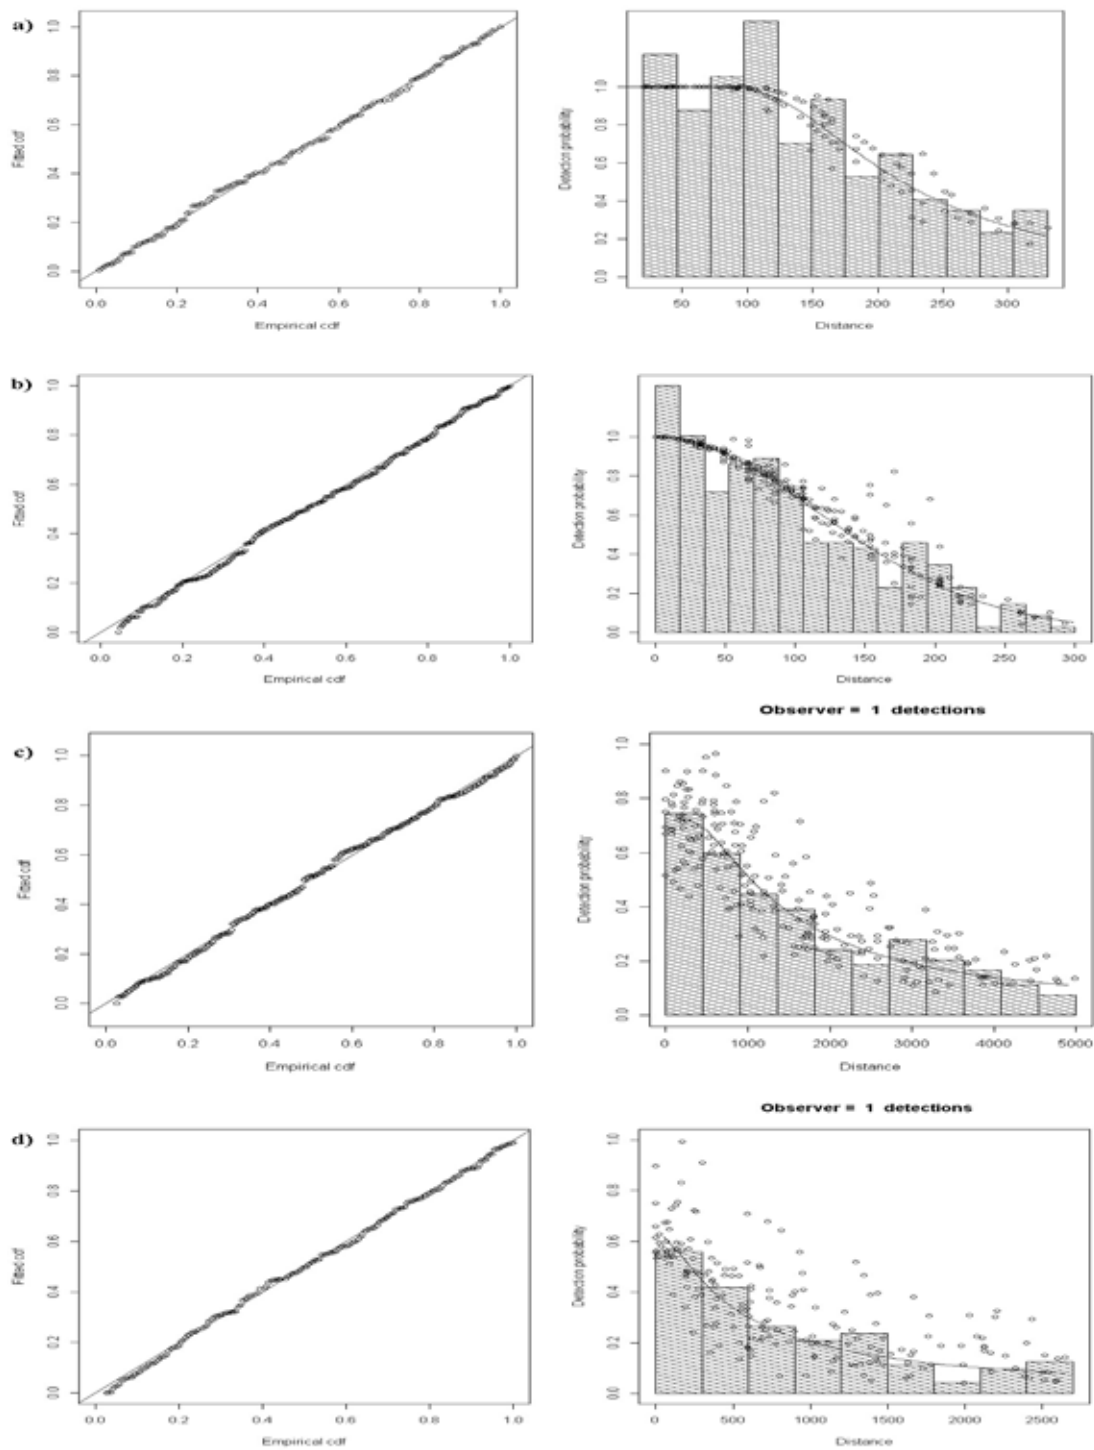 a)
Fitted cdf
0.0 0.2 0.4 0.6 0.8 1.0
0.0 0.2 0.4 0.6 0.8 1.0
Empirical cdf
Detection probability
0.0 0.2 0.4 0.6 0.8 1.0
50 100 150 200 250 300
Distance
b)
Fitted cdf
0.0 0.2 0.4 0.6 0.8 1.0
0.0 0.2 0.4 0.6 0.8 1.0
Empirical cdf
Detection probability
0.0 0.2 0.4 0.6 0.8 1.0
0 50 100 150 200 250 300
Distance
Observer = 1 detections
c)
Fitted cdf
0.0 0.2 0.4 0.6 0.8 1.0
0.0 0.2 0.4 0.6 0.8 1.0
Empirical cdf
Detection probability
0.0 0.2 0.4 0.6 0.8 1.0
0 1000 2000 3000 4000 5000
Distance
Observer = 1 detections
d)
Fitted cdf
0.0 0.2 0.4 0.6 0.8 1.0
0.0 0.2 0.4 0.6 0.8 1.0
Empirical cdf
Detection probability
0.0 0.2 0.4 0.6 0.8 1.0
0 500 1000 1500 2000 2500
Distance